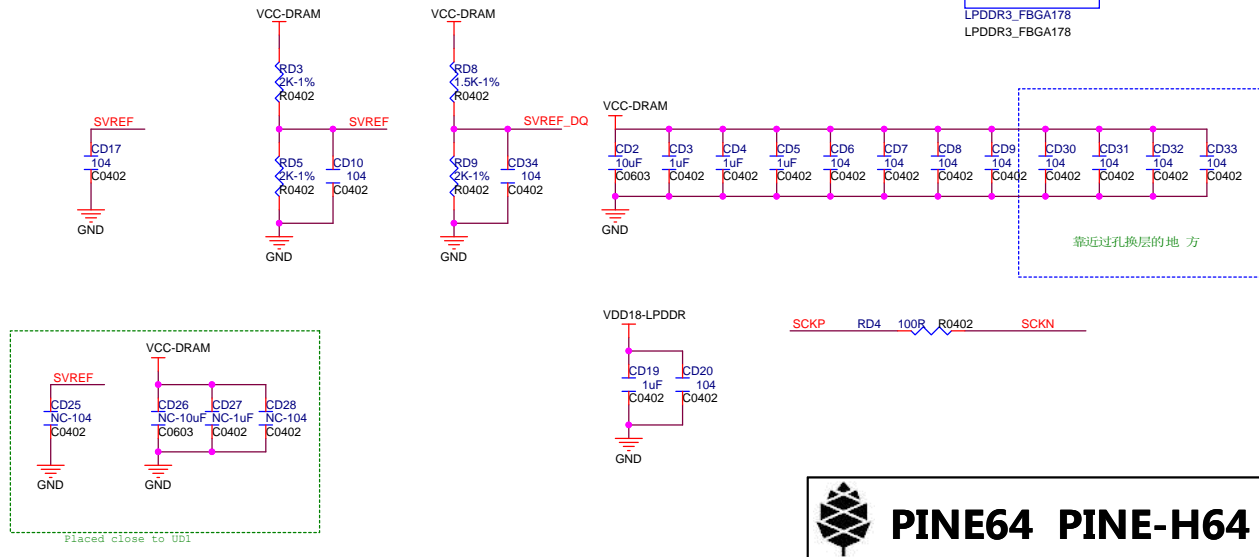 LPDDR3_FBGA178
LPDDR3_FBGA178
VCC-DRAM
RD3
2K-1%
R0402
SVREF
RD5
2K-1%
R0402
CD10
104
C0402
GND
VCC-DRAM
RD8
1.5K-1%
R0402
SVREF_DQ
RD9
2K-1%
R0402
CD34
104
C0402
GND
SVREF
CD17
104
C0402
GND
VCC-DRAM
CD2
10uF
C0603
CD3
1uF
C0402
CD4
1uF
C0402
CD5
1uF
C0402
CD6
104
C0402
CD7
104
C0402
CD8
104
C0402
CD9
104
C0402
CD30
104
C0402
CD31
104
C0402
CD32
104
C0402
CD33
104
C0402
GND
靠近过孔换层的地 方
VDD18-LPDDR
CD19
1uF
C0402
CD20
104
C0402
GND
SCKP RD4 100R R0402 SCKN
VCC-DRAM
SVREF
CD25
NC-104
C0402
GND
CD26
NC-10uF
C0603
CD27
NC-1uF
C0402
CD28
NC-104
C0402
GND
Placed close to UD1
PINE64 PINE-H64